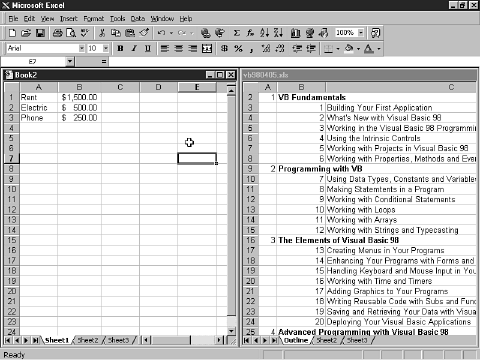 Microsoft Excel
File Edit View Insert Format Tools Data Window Help
100%
Arial 10 B I U $ % ,
E7
Book2
A B C D E
1 Rent $1,500.00
2 Electric $ 500.00
3 Phone $ 250.00
4
5
6
7
8
9
10
11
12
13
14
15
16
17
18
19
20
21
22
23
24
Sheet1 Sheet2 Sheet3
vb980405.xls
A B C
2 1 VB Fundamentals
3 1 Building Your First Application
4 2 What's New with Visual Basic 98
5 3 Working in the Visual Basic 98 Programmin
6 4 Using the Intrinsic Controls
7 5 Working with Projects in Visual Basic 98
8 6 Working with Properties, Methods and Even
9 2 Programming with VB
10 7 Using Data Types, Constants and Variable
11 8 Making Statemtents in a Program
12 9 Working with Conditional Statements
13 10 Working with Loops
14 11 Working with Arrays
15 12 Working with Strings and Typecasting
16 3 The Elements of Visual Basic 98
17 13 Creating Menus in Your Programs
18 14 Enhancing Your Programs with Forms and
19 15 Handling Keyboard and Mouse Input in You
20 16 Working with Time and Timers
21 17 Adding Graphics to Your Programs
22 18 Writing Reusable Code with Subs and Func
23 19 Saving and Retrieving Your Data with Visua
24 20 Deploying Your Visual Basic Applications
25 4 Advanced Programming with Visual Basic
Outline Sheet2 Sheet3
Ready